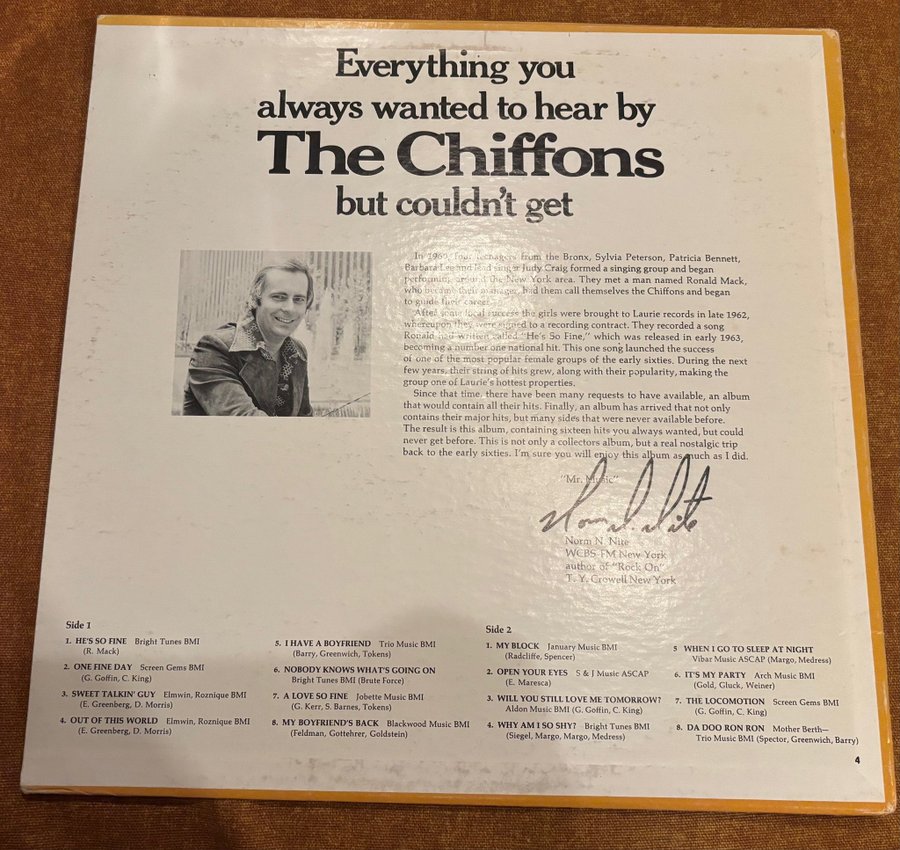 Everything you
always wanted to hear by
The Chiffons
but couldn't get
In 1960, four teenagers from the Bronx, Sylvia Peterson, Patricia Bennett,
Barbara Lee and lead singer Judy Craig formed a singing group and began
performing around the New York area. They met a man named Ronald Mack,
who became their manager, had them call themselves the Chiffons and began
to guide their career.
After some local success the girls were brought to Laurie records in late 1962,
whereupon they were signed to a recording contract. They recorded a song
Ronald had written called "He's So Fine," which was released in early 1963,
becoming a number one national hit. This one song launched the success
of one of the most popular female groups of the early sixties. During the next
few years, their string of hits grew, along with their popularity, making the
group one of Laurie's hottest properties.
Since that time, there have been many requests to have available, an album
that would contain all their hits. Finally, an album has arrived that not only
contains their major hits, but many sides that were never available before.
The result is this album, containing sixteen hits you always wanted, but could
never get before. This is not only a collectors album, but a real nostalgic trip
back to the early sixties. I'm sure you will enjoy this album as much as I did.
"Mr. Music"
Norm N. Nite
Norm N. Nite
WCBS FM New York
author of "Rock On"
T. Y. Crowell New York
Side 1
1. HE'S SO FINE Bright Tunes BMI
(R. Mack)
2. ONE FINE DAY Screen Gems BMI
(G. Goffin, C. King)
3. SWEET TALKIN' GUY Elmwin, Roznique BMI
(E. Greenberg, D. Morris)
4. OUT OF THIS WORLD Elmwin, Roznique BMI
(E. Greenberg, D. Morris)
5. I HAVE A BOYFRIEND Trio Music BMI
(Barry, Greenwich, Tokens)
6. NOBODY KNOWS WHAT'S GOING ON
Bright Tunes BMI (Brute Force)
7. A LOVE SO FINE Jobette Music BMI
(G. Kerr, S. Barnes, Tokens)
8. MY BOYFRIEND'S BACK Blackwood Music BMI
(Feldman, Gottehrer, Goldstein)
Side 2
1. MY BLOCK January Music BMI
(Radcliffe, Spencer)
2. OPEN YOUR EYES S & J Music ASCAP
(E. Maresca)
3. WILL YOU STILL LOVE ME TOMORROW?
Aldon Music BMI (G. Goffin, C. King)
4. WHY AM I SO SHY? Bright Tunes BMI
(Siegel, Margo, Margo, Medress)
5 WHEN I GO TO SLEEP AT NIGHT
Vibar Music ASCAP (Margo, Medress)
6. IT'S MY PARTY Arch Music BMI
(Gold, Gluck, Weiner)
7. THE LOCOMOTION Screen Gems BMI
(G. Goffin, C. King)
8. DA DOO RON RON Mother Berth—
Trio Music BMI (Spector, Greenwich, Barry)
4